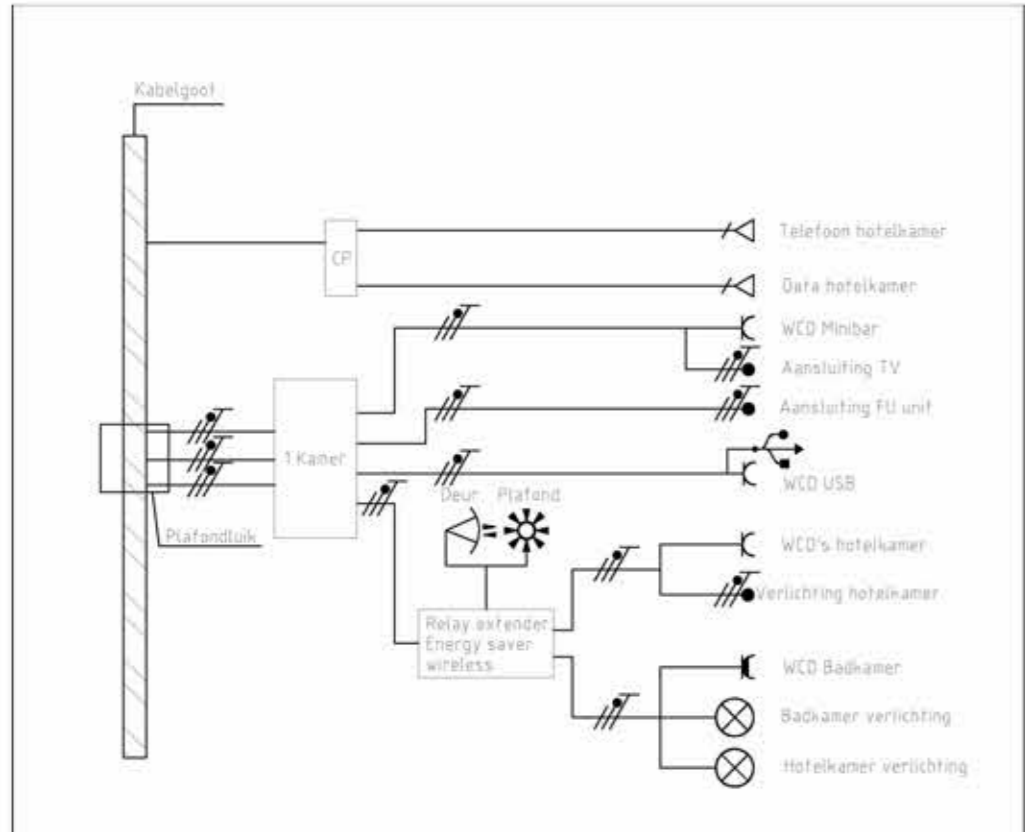 Kabelgoot
Telefoon hotelkamer
CP
Data hotelkamer
WCD Minibar
Aansluiting TV
Aansluiting FU unit
1 Kamer
WCD USB
Deur Plafond
Plafondluik
WCD's hotelkamer
Verlichting hotelkamer
Relay extender
Energy saver
wireless
WCD Badkamer
Badkamer verlichting
Hotelkamer verlichting